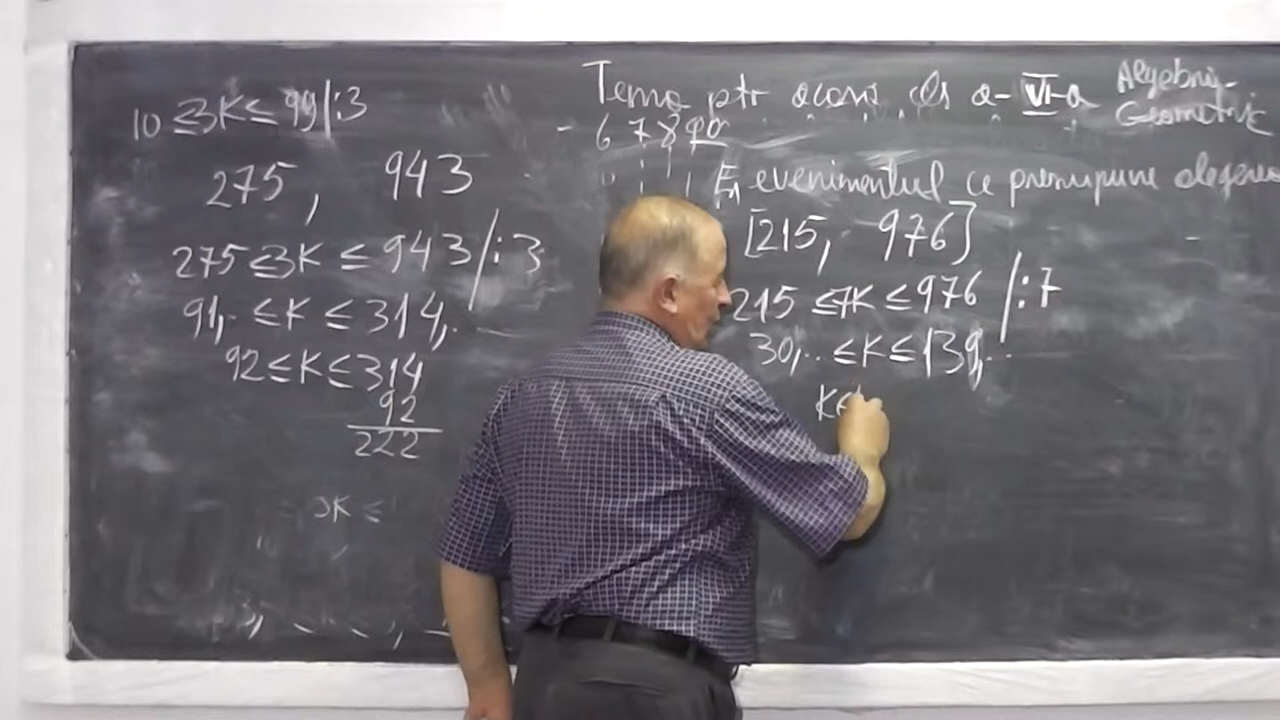 10 ≤ 3K ≤ 99 |:3
275, 943
275 ≤ 3K ≤ 943 /:3
91,.. ≤ K ≤ 314,..
92 ≤ K ≤ 314
92
222
3K ≤
Tema ptr acasă cls a-VI-a Algebră-
Geometrie
6 7 8 90
evenimentul ce presupune alegerea
[215, 976]
215 ≤ 7K ≤ 976 /:7
30,.. ≤ K ≤ 139,..
K